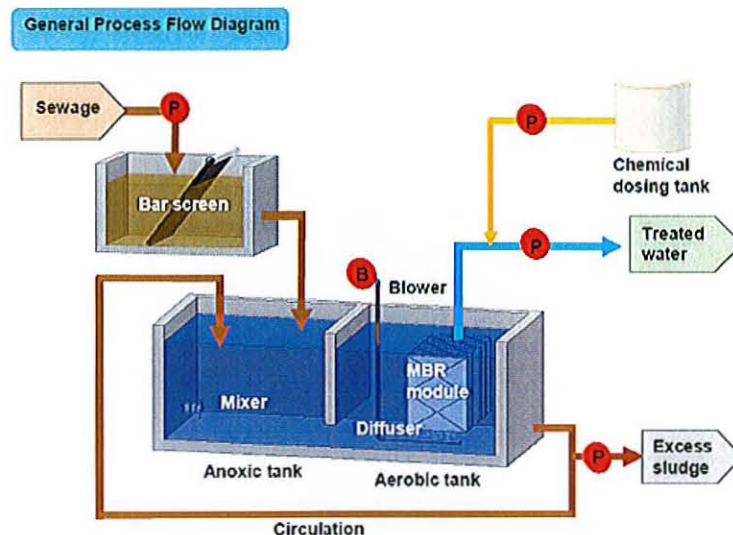 General Process Flow Diagram
Sewage
P
P
Chemical
dosing tank
Bar screen
P
Treated
water
B
Blower
MBR
module
Mixer
Diffuser
P
Excess
sludge
Anoxic tank
Aerobic tank
Circulation